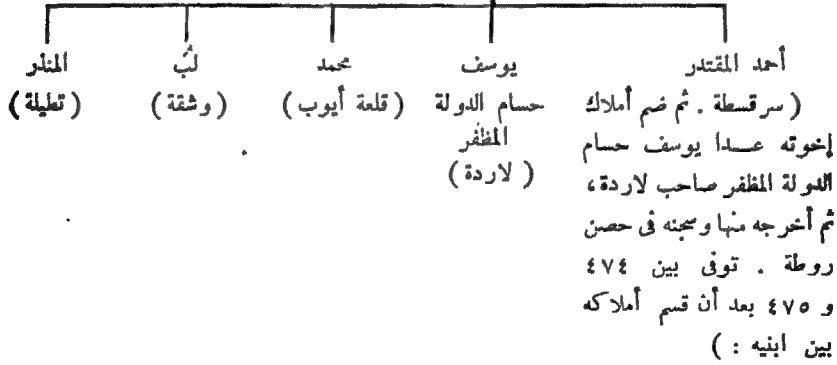 أحمد المقتدر
( سرقسطة . ثم ضم أملاك
إخوته عدا يوسف حسام
الدولة المظفر صاحب لاردة ،
ثم أخرجه منها وسجنه فى حصن
روطة . توفى بين ٤٧٤
و ٤٧٥ بعد أن قسم أملاكه
بين ابنيه : )
يوسف
حسام الدولة
المظفر
( لاردة )
محمد
( قلعة أيوب )
لُبّ
( وشقة )
المنذر
( تطيلة )